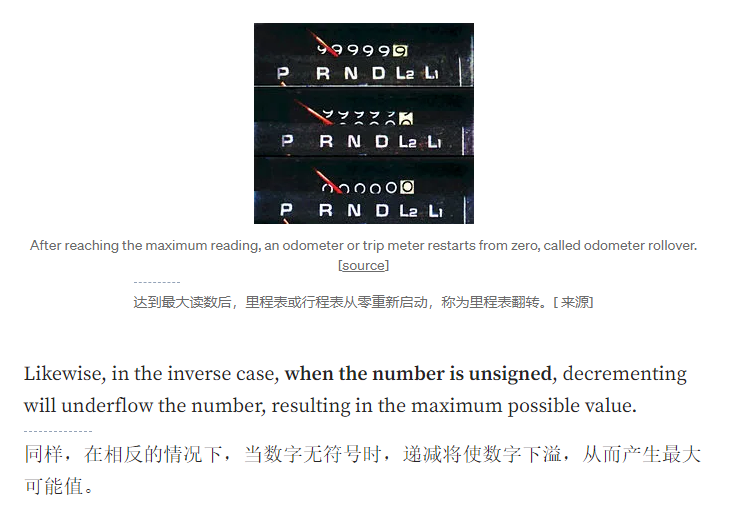 999999
P R N D L2 L1
99999
P R N D L2 L1
000000
P R N D L2 L1
After reaching the maximum reading, an odometer or trip meter restarts from zero, called odometer rollover.
[source]
达到最大读数后，里程表或行程表从零重新启动，称为里程表翻转。[ 来源]
Likewise, in the inverse case, when the number is unsigned, decrementing
will underflow the number, resulting in the maximum possible value.
同样，在相反的情况下，当数字无符号时，递减将使数字下溢，从而产生最大
可能值。